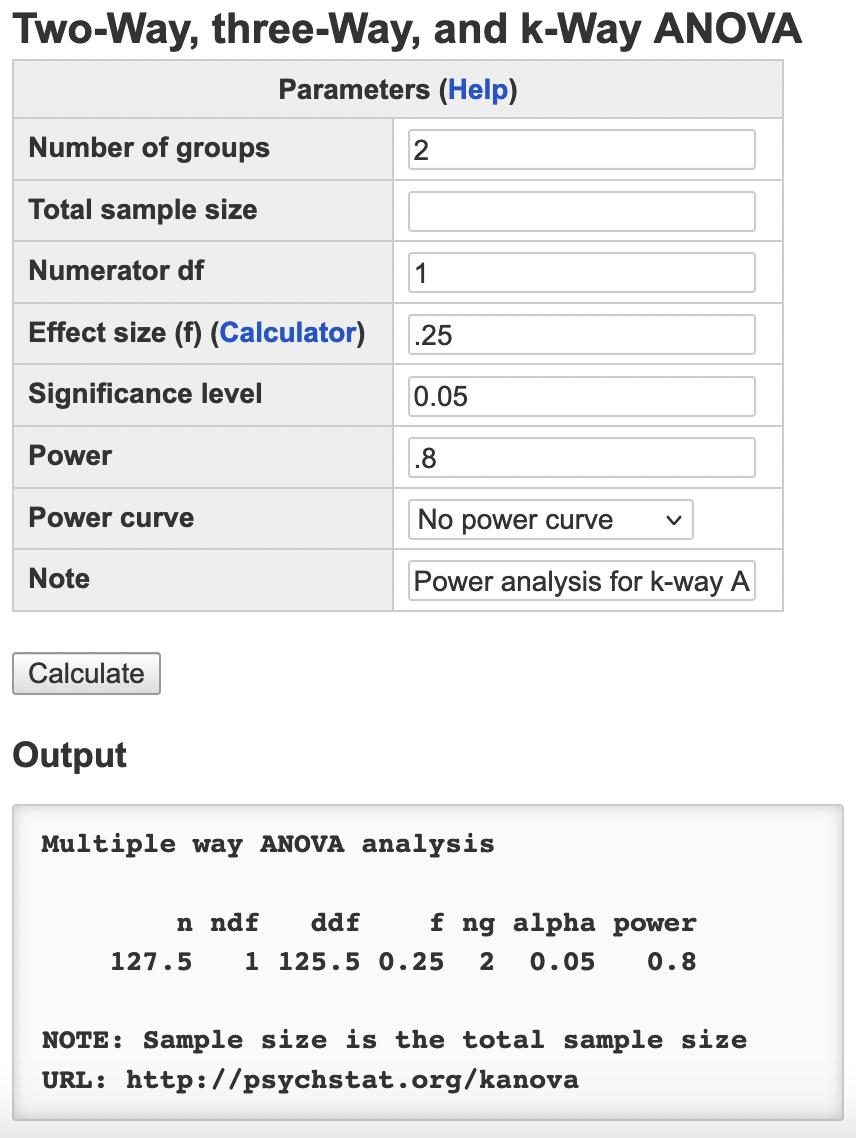 Two-Way, three-Way, and k-Way ANOVA
Parameters (Help)
Number of groups 2
Total sample size
Numerator df 1
Effect size (f) (Calculator) .25
Significance level 0.05
Power .8
Power curve No power curve
Note Power analysis for k-way A
Calculate
Output
Multiple way ANOVA analysis
n ndf ddf f ng alpha power
127.5 1 125.5 0.25 2 0.05 0.8
NOTE: Sample size is the total sample size
URL: http://psychstat.org/kanova